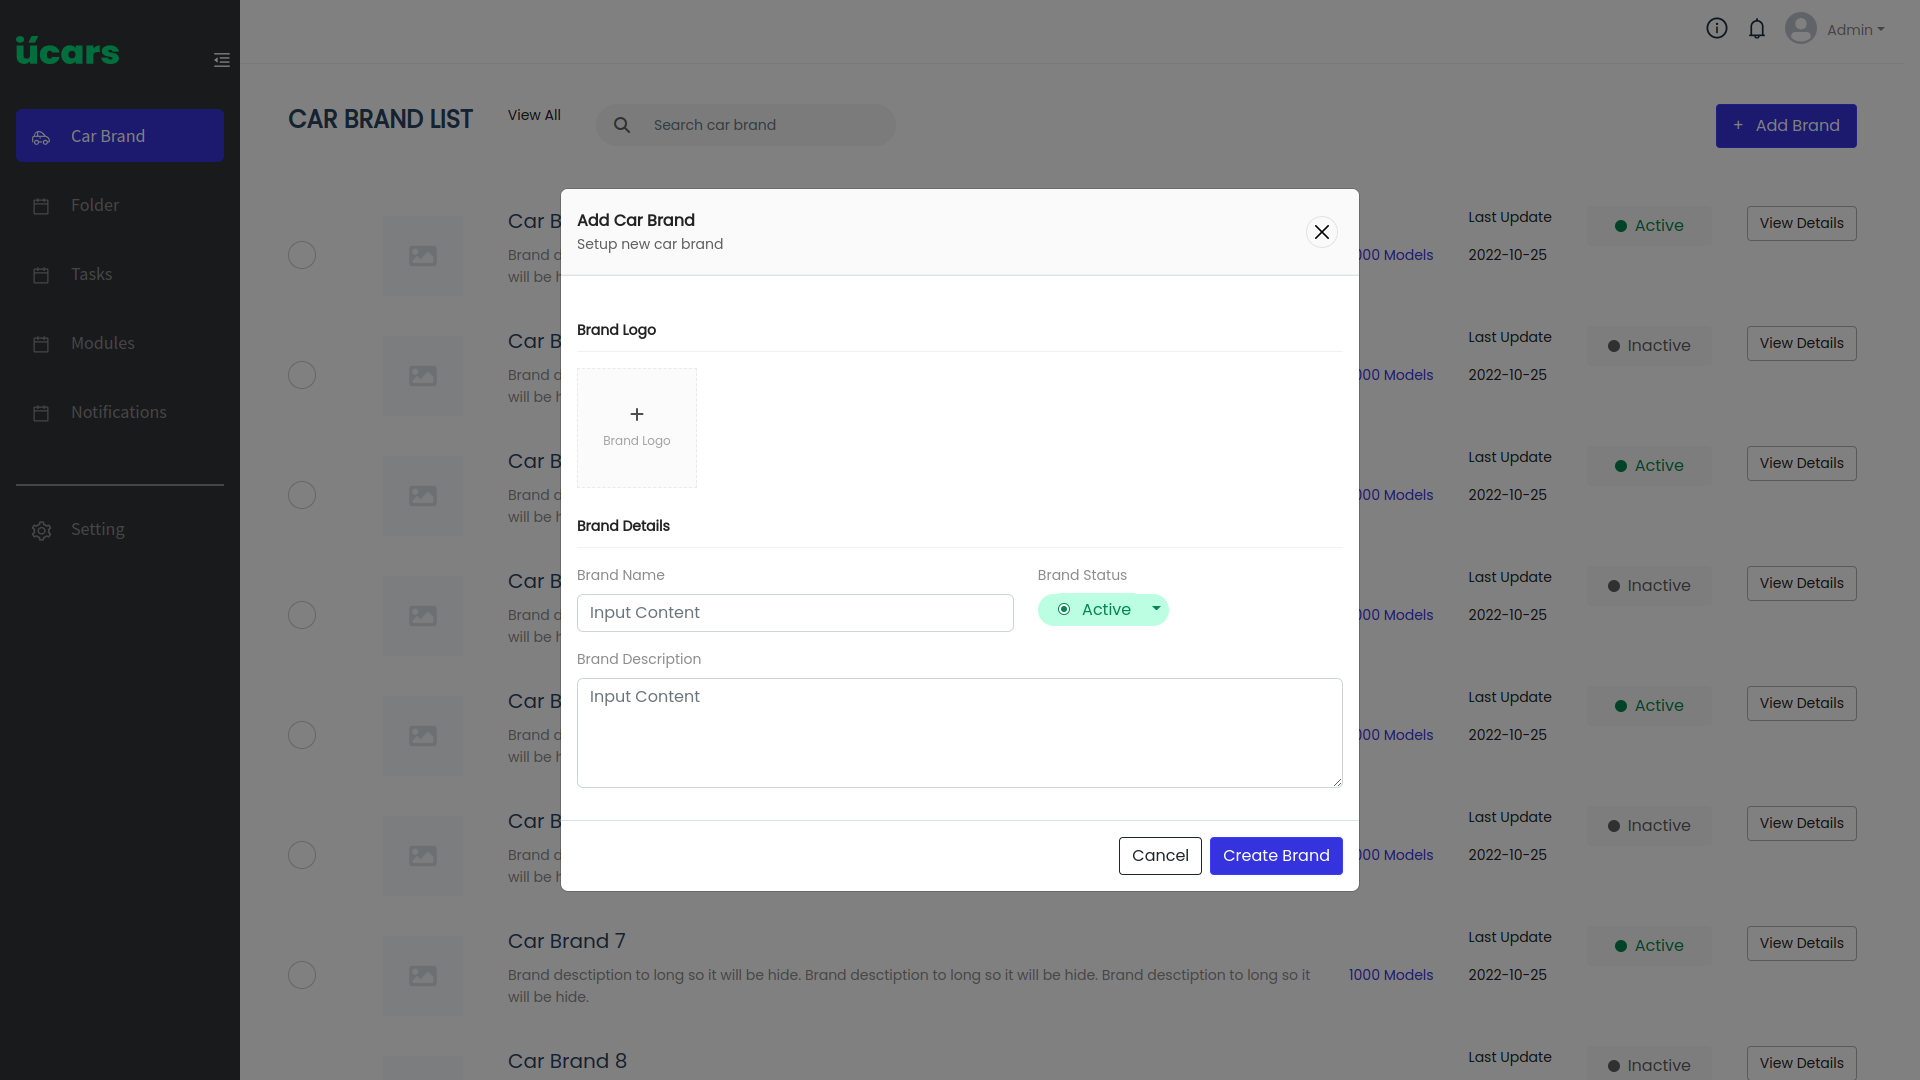 úcars
Admin
Car Brand
Folder
Tasks
Modules
Notifications
Setting
CAR BRAND LIST
View All
Search car brand
+ Add Brand
Add Car Brand
Setup new car brand
Brand Logo
+
Brand Logo
Brand Details
Brand Name
Brand Status
Input Content
Active
Brand Description
Input Content
Cancel
Create Brand
Car B
Last Update
Active
View Details
Brand d
000 Models
2022-10-25
will be h
Car B
Last Update
Inactive
View Details
Brand d
000 Models
2022-10-25
will be h
Car B
Last Update
Active
View Details
Brand d
000 Models
2022-10-25
will be h
Car B
Last Update
Inactive
View Details
Brand d
000 Models
2022-10-25
will be h
Car B
Last Update
Active
View Details
Brand d
000 Models
2022-10-25
will be h
Car B
Last Update
Inactive
View Details
Brand d
000 Models
2022-10-25
will be h
Car Brand 7
Last Update
Active
View Details
Brand desctiption to long so it will be hide. Brand desctiption to long so it will be hide. Brand desctiption to long so it
1000 Models
2022-10-25
will be hide.
Car Brand 8
Last Update
Inactive
View Details